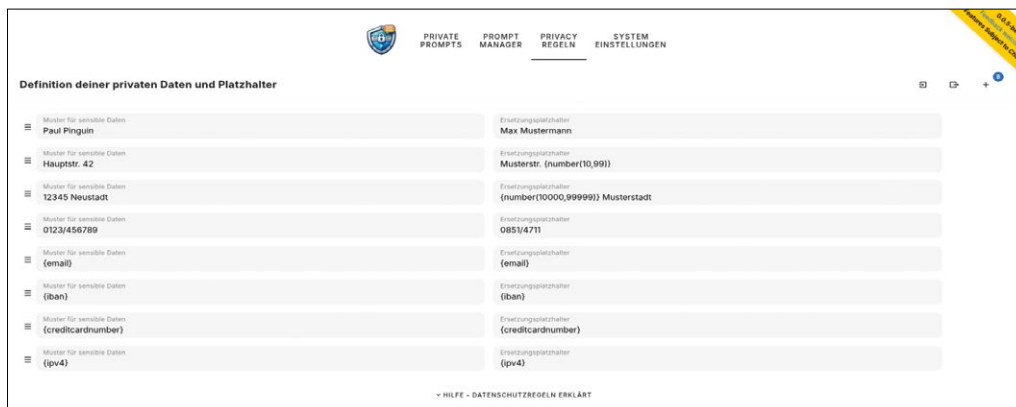 PRIVATE PROMPTS
PROMPT MANAGER
PRIVACY REGELN
SYSTEM EINSTELLUNGEN
Definition deiner privaten Daten und Platzhalter
8
Muster für sensible Daten
Paul Pinguin
Ersetzungsplatzhalter
Max Mustermann
Muster für sensible Daten
Hauptstr. 42
Ersetzungsplatzhalter
Musterstr. {number(10,99)}
Muster für sensible Daten
12345 Neustadt
Ersetzungsplatzhalter
{number(10000,99999)} Musterstadt
Muster für sensible Daten
0123/456789
Ersetzungsplatzhalter
0851/4711
Muster für sensible Daten
{email}
Ersetzungsplatzhalter
{email}
Muster für sensible Daten
{iban}
Ersetzungsplatzhalter
{iban}
Muster für sensible Daten
{creditcardnumber}
Ersetzungsplatzhalter
{creditcardnumber}
Muster für sensible Daten
{ipv4}
Ersetzungsplatzhalter
{ipv4}
HILFE - DATENSCHUTZREGELN ERKLÄRT